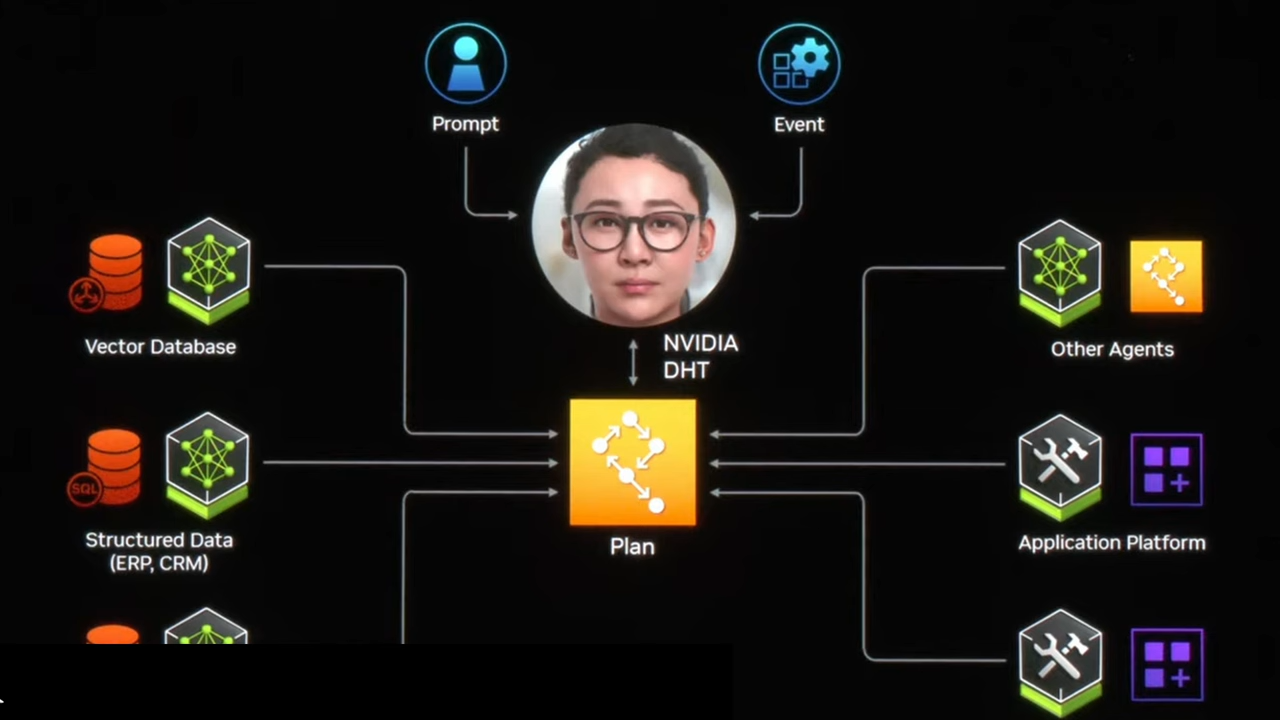 Prompt
Event
NVIDIA
DHT
Vector Database
Other Agents
SQL
Structured Data
(ERP, CRM)
Plan
Application Platform